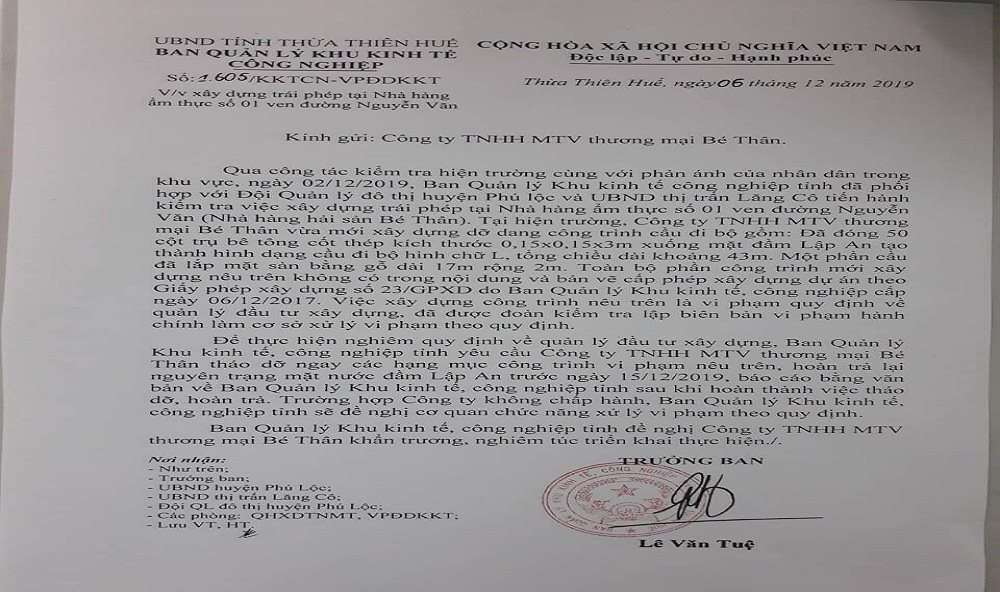 UBND TỈNH THỪA THIÊN HUẾ
BAN QUẢN LÝ KHU KINH TẾ
CÔNG NGHIỆP
Số: 1.605/KKTCN-VPĐDKKT
V/v xây dựng trái phép tại Nhà hàng
ẩm thực số 01 ven đường Nguyễn Văn
CỘNG HÒA XÃ HỘI CHỦ NGHĨA VIỆT NAM
Độc lập - Tự do - Hạnh phúc
Thừa Thiên Huế, ngày 06 tháng 12 năm 2019
Kính gửi: Công ty TNHH MTV thương mại Bé Thân.
Qua công tác kiểm tra hiện trường cùng với phản ánh của nhân dân trong
khu vực, ngày 02/12/2019, Ban Quản lý Khu kinh tế công nghiệp tỉnh đã phối
hợp với Đội Quản lý đô thị huyện Phú lộc và UBND thị trấn Lăng Cô tiến hành
kiểm tra việc xây dựng trái phép tại Nhà hàng ẩm thực số 01 ven đường Nguyễn
Văn (Nhà hàng hải sản Bé Thân). Tại hiện trường, Công ty TNHH MTV thương
mại Bé Thân vừa mới xây dựng dở dang công trình cầu đi bộ gồm: Đã đóng 50
cột trụ bê tông cốt thép kích thước 0,15x0,15x3m xuống mặt đầm Lập An tạo
thành hình dạng cầu đi bộ hình chữ L, tổng chiều dài khoảng 43m. Một phần cầu
đã lắp mặt sàn bằng gỗ dài 17m rộng 2m. Toàn bộ phần công trình mới xây
dựng nêu trên không có trong nội dung và bản vẽ cấp phép xây dựng dự án theo
Giấy phép xây dựng số 23/GPXD do Ban Quản lý Khu kinh tế, công nghiệp cấp
ngày 06/12/2017. Việc xây dựng công trình nêu trên là vi phạm quy định về
quản lý đầu tư xây dựng, đã được đoàn kiểm tra lập biên bản vi phạm hành
chính làm cơ sở xử lý vi phạm theo quy định.
Để thực hiện nghiêm quy định về quản lý đầu tư xây dựng, Ban Quản lý
Khu kinh tế, công nghiệp tỉnh yêu cầu Công ty TNHH MTV thương mại Bé
Thân tháo dỡ ngay các hạng mục công trình vi phạm nêu trên, hoàn trả lại
nguyên trạng mặt nước đầm Lập An trước ngày 15/12/2019, báo cáo bằng văn
bản về Ban Quản lý Khu kinh tế, công nghiệp tỉnh sau khi hoàn thành việc tháo
dỡ, hoàn trả. Trường hợp Công ty không chấp hành, Ban Quản lý Khu kinh tế,
công nghiệp tỉnh sẽ đề nghị cơ quan chức năng xử lý vi phạm theo quy định.
Ban Quản lý Khu kinh tế, công nghiệp tỉnh đề nghị Công ty TNHH MTV
thương mại Bé Thân khẩn trương, nghiêm túc triển khai thực hiện./.
Nơi nhận:
- Như trên;
- Trưởng ban;
- UBND huyện Phú Lộc;
- UBND thị trấn Lăng Cô;
- Đội QL đô thị huyện Phú Lộc;
- Các phòng: QHXDTNMT, VPĐDKKT;
- Lưu VT, HT.
TRƯỞNG BAN
Lê Văn Tuệ